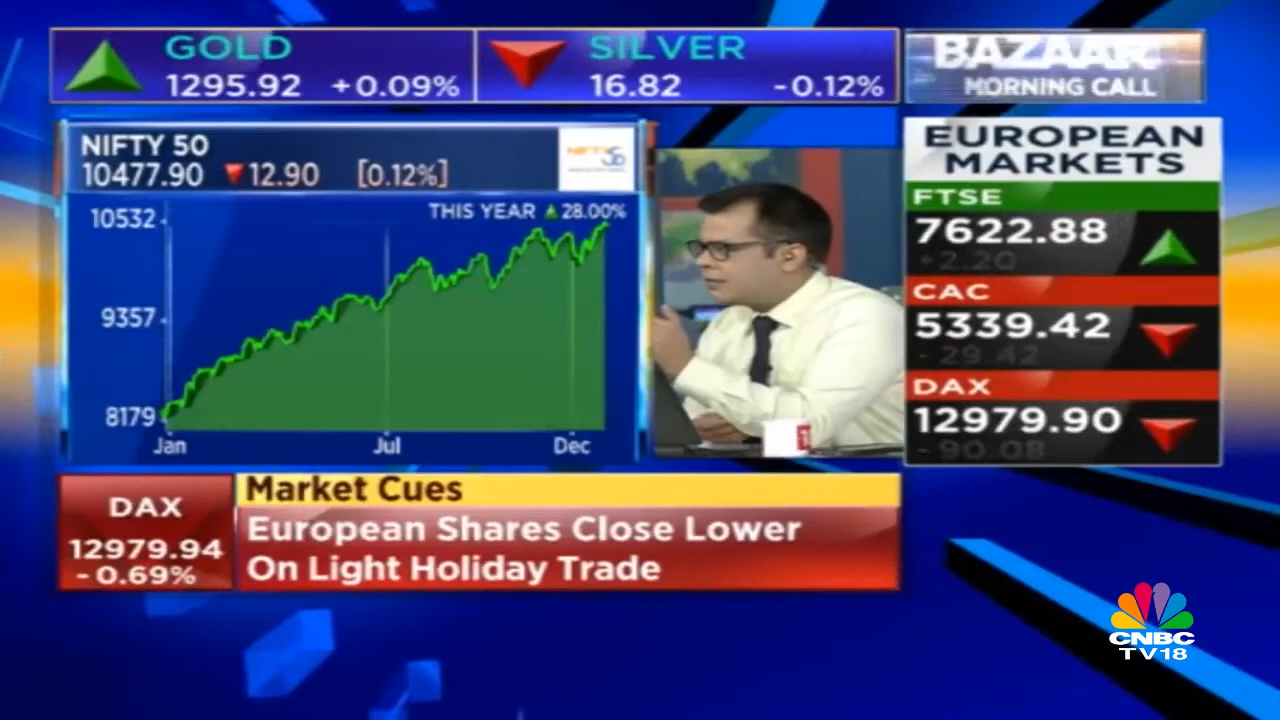 GOLD
1295.92 +0.09%
SILVER
16.82 -0.12%
BAZAAR
MORNING CALL
NIFTY 50
10477.90 12.90 [0.12%]
THIS YEAR 28.00%
10532
9357
8179
Jan Jul Dec
EUROPEAN
MARKETS
FTSE
7622.88
+2.20
CAC
5339.42
- 29.42
DAX
12979.90
- 90.08
DAX
12979.94
- 0.69%
Market Cues
European Shares Close Lower
On Light Holiday Trade
CNBC
TV18